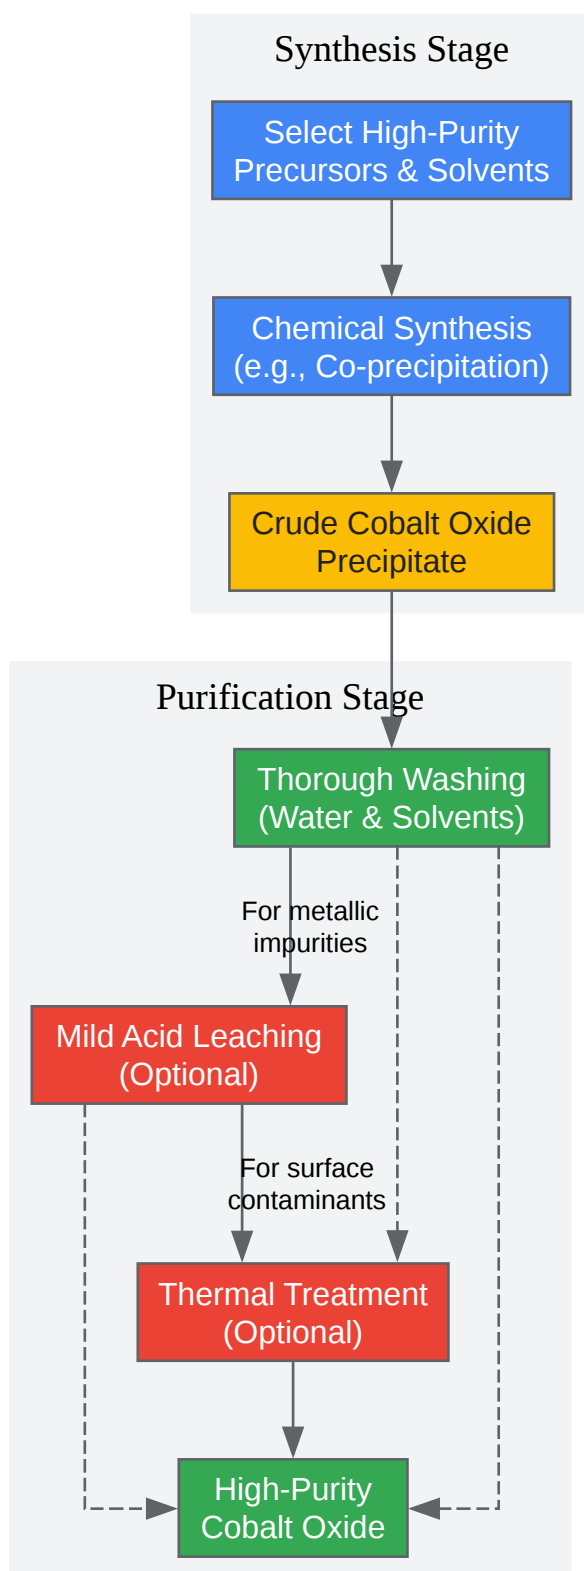 Synthesis Stage
Select High-Purity
Precursors & Solvents
Chemical Synthesis
(e.g., Co-precipitation)
Crude Cobalt Oxide
Precipitate
Purification Stage
Thorough Washing
(Water & Solvents)
For metallic
impurities
Mild Acid Leaching
(Optional)
For surface
contaminants
Thermal Treatment
(Optional)
High-Purity
Cobalt Oxide